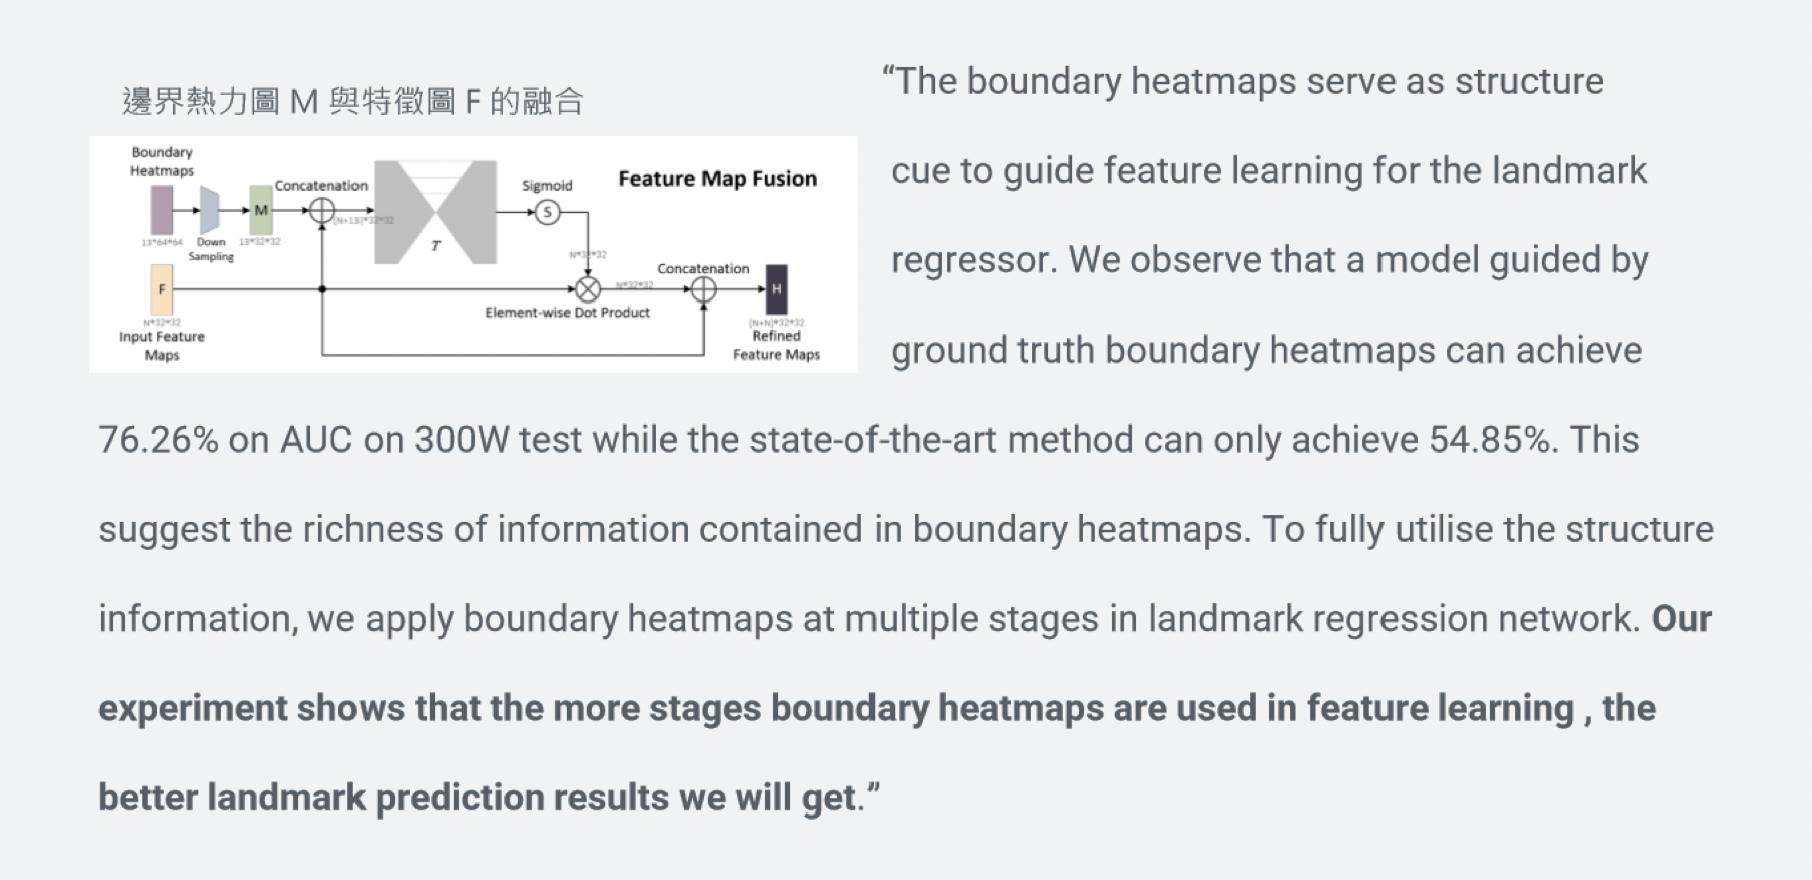 邊界熱力圖 M 與特徵圖 F 的融合
Boundary
Heatmaps
13*64*64
Down
Sampling
M
13*32*32
Concatenation
(N+13)*32*32
T
Sigmoid
S
N*32*32
Feature Map Fusion
F
N*32*32
Input Feature
Maps
Element-wise Dot Product
N*32*32
Concatenation
H
(N+N)*32*32
Refined
Feature Maps
“The boundary heatmaps serve as structure
cue to guide feature learning for the landmark
regressor. We observe that a model guided by
ground truth boundary heatmaps can achieve
76.26% on AUC on 300W test while the state-of-the-art method can only achieve 54.85%. This
suggest the richness of information contained in boundary heatmaps. To fully utilise the structure
information, we apply boundary heatmaps at multiple stages in landmark regression network. Our
experiment shows that the more stages boundary heatmaps are used in feature learning , the
better landmark prediction results we will get.”